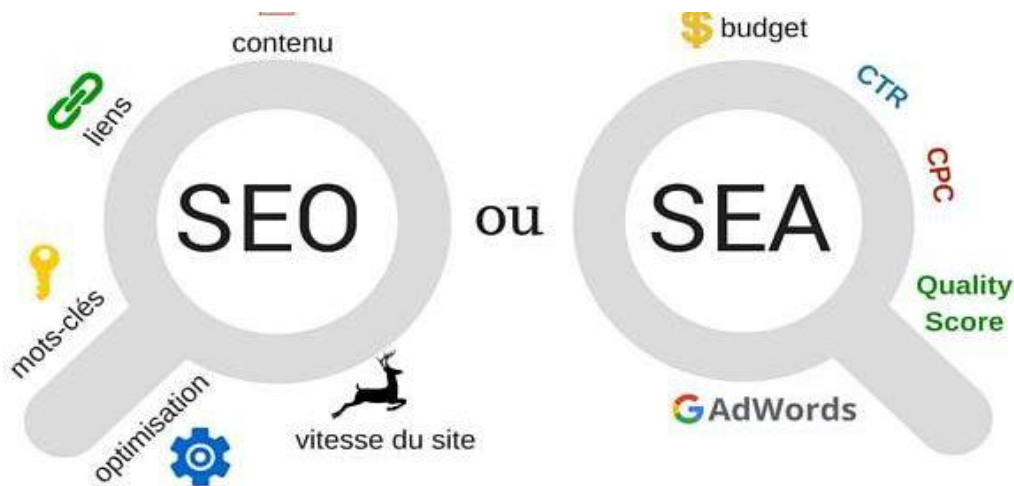 contenu
liens
SEO
mots-clés
optimisation
vitesse du site
ou
$ budget
CTR
CPC
SEA
Quality
Score
G AdWords